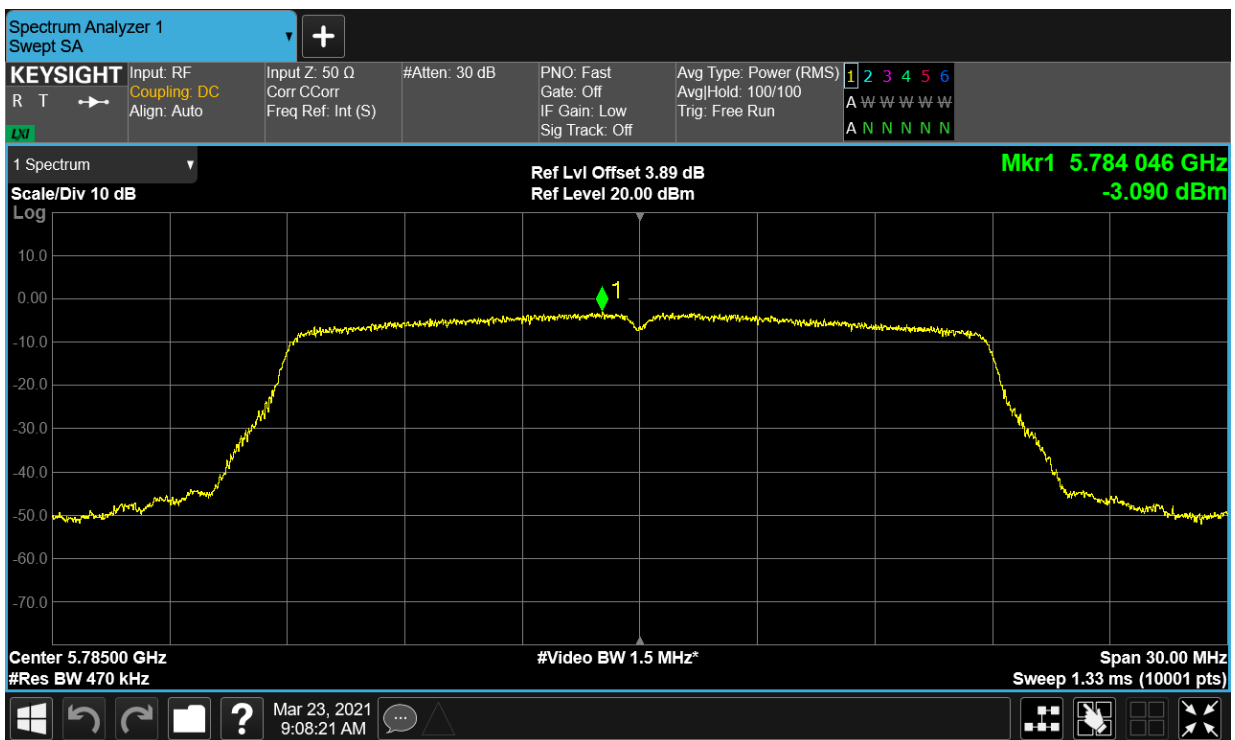 Spectrum Analyzer 1
Swept SA
KEYSIGHT
R T
LXI
Input: RF
Coupling: DC
Align: Auto
Input Z: 50 Ω
Corr CCorr
Freq Ref: Int (S)
#Atten: 30 dB
PNO: Fast
Gate: Off
IF Gain: Low
Sig Track: Off
Avg Type: Power (RMS)
Avg|Hold: 100/100
Trig: Free Run
1 2 3 4 5 6
A W W W W W
A N N N N N
1 Spectrum
Scale/Div 10 dB
Log
Ref Lvl Offset 3.89 dB
Ref Level 20.00 dBm
Mkr1 5.784 046 GHz
-3.090 dBm
10.0
0.00
-10.0
-20.0
-30.0
-40.0
-50.0
-60.0
-70.0
1
Center 5.78500 GHz
#Res BW 470 kHz
#Video BW 1.5 MHz*
Span 30.00 MHz
Sweep 1.33 ms (10001 pts)
?
Mar 23, 2021
9:08:21 AM